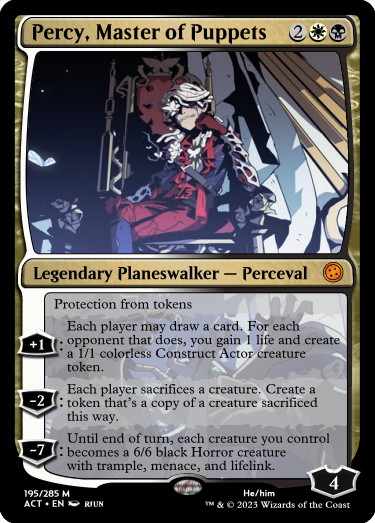 Percy, Master of Puppets 2
Legendary Planeswalker — Perceval
Protection from tokens
+1: Each player may draw a card. For each
opponent that does, you gain 1 life and create
a 1/1 colorless Construct Actor creature
token.
-2: Each player sacrifices a creature. Create a
token that's a copy of a creature sacrificed
this way.
-7: Until end of turn, each creature you control
becomes a 6/6 black Horror creature
with trample, menace, and lifelink.
4
195/285 M He/him
ACT • EN RJUN ™ & © 2023 Wizards of the Coast